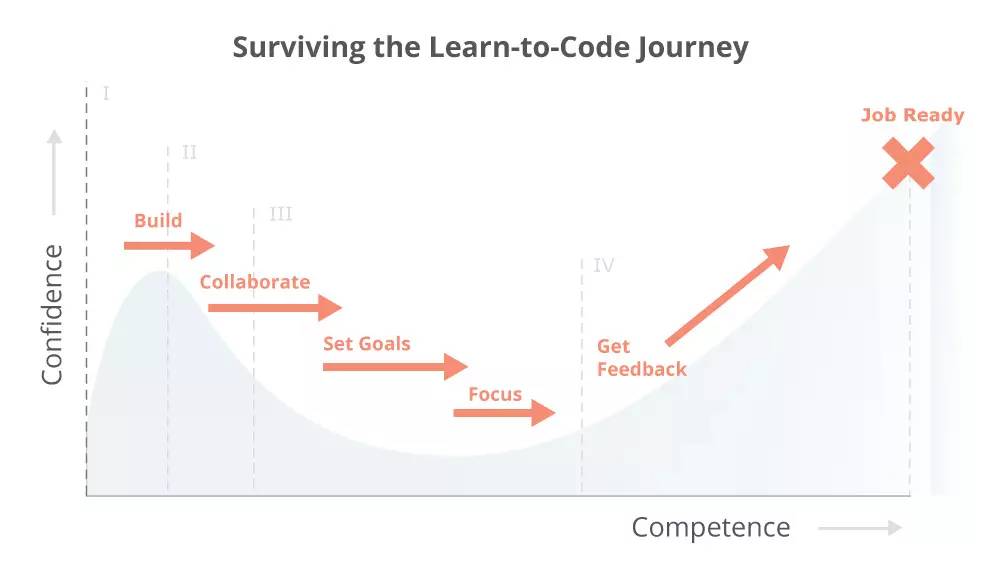 Surviving the Learn-to-Code Journey
I
II
III
IV
Job Ready
Build
Collaborate
Set Goals
Focus
Get
Feedback
Confidence
Competence